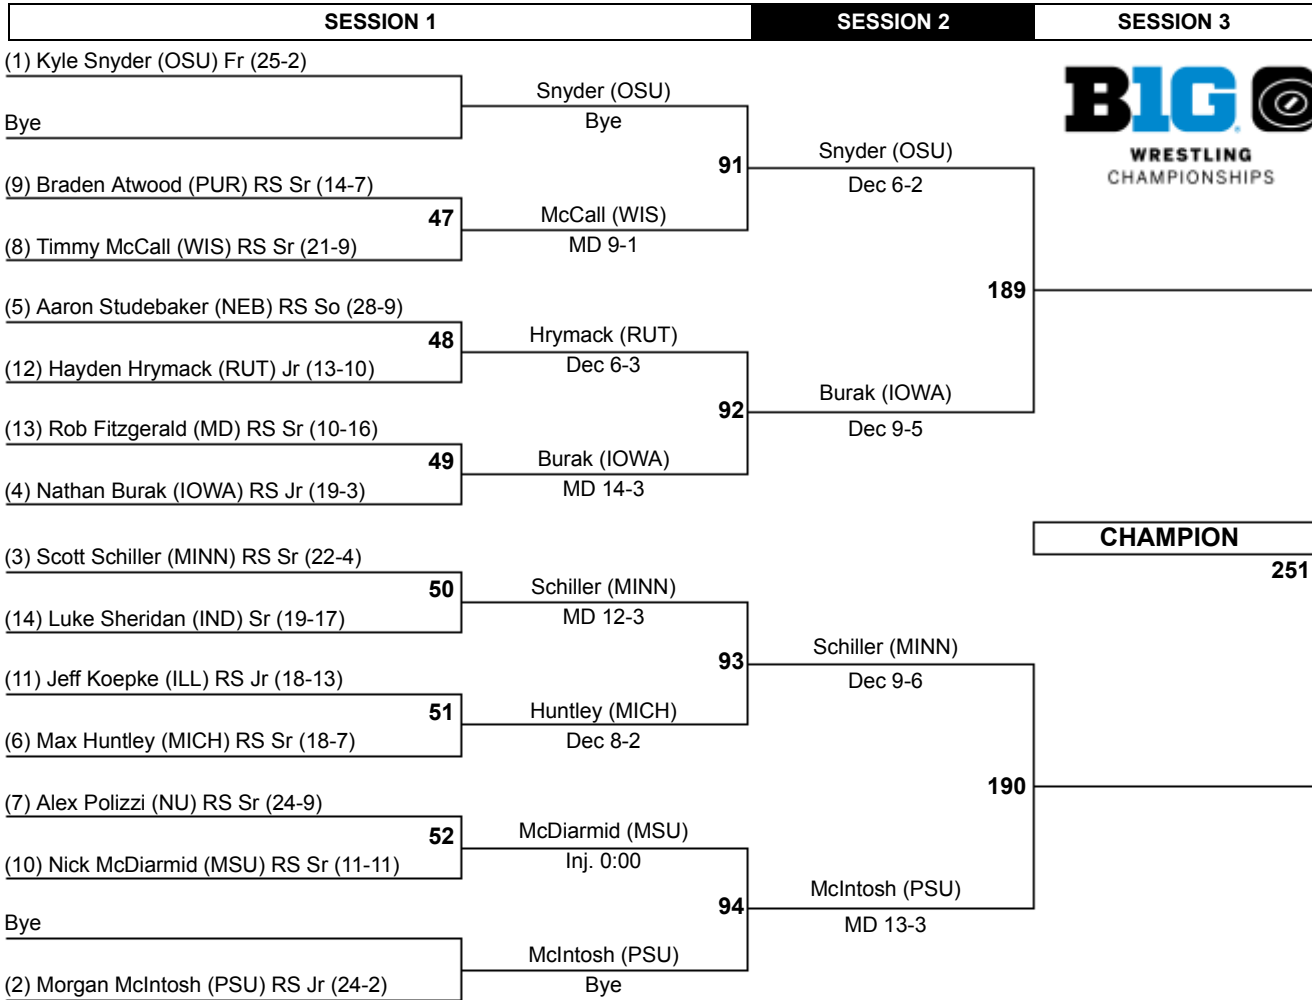 SESSION 1
SESSION 2
SESSION 3
(1) Kyle Snyder (OSU) Fr (25-2)
Snyder (OSU)
Bye
Bye
91
Snyder (OSU)
Dec 6-2
B1G
WRESTLING
CHAMPIONSHIPS
(9) Braden Atwood (PUR) RS Sr (14-7)
47
McCall (WIS)
MD 9-1
(8) Timmy McCall (WIS) RS Sr (21-9)
189
(5) Aaron Studebaker (NEB) RS So (28-9)
48
Hrymack (RUT)
Dec 6-3
(12) Hayden Hrymack (RUT) Jr (13-10)
92
Burak (IOWA)
Dec 9-5
(13) Rob Fitzgerald (MD) RS Sr (10-16)
49
Burak (IOWA)
MD 14-3
(4) Nathan Burak (IOWA) RS Jr (19-3)
CHAMPION
251
(3) Scott Schiller (MINN) RS Sr (22-4)
50
Schiller (MINN)
MD 12-3
(14) Luke Sheridan (IND) Sr (19-17)
93
Schiller (MINN)
Dec 9-6
(11) Jeff Koepke (ILL) RS Jr (18-13)
51
Huntley (MICH)
Dec 8-2
(6) Max Huntley (MICH) RS Sr (18-7)
190
(7) Alex Polizzi (NU) RS Sr (24-9)
52
McDiarmid (MSU)
Inj. 0:00
(10) Nick McDiarmid (MSU) RS Sr (11-11)
94
McIntosh (PSU)
MD 13-3
Bye
McIntosh (PSU)
Bye
(2) Morgan McIntosh (PSU) RS Jr (24-2)